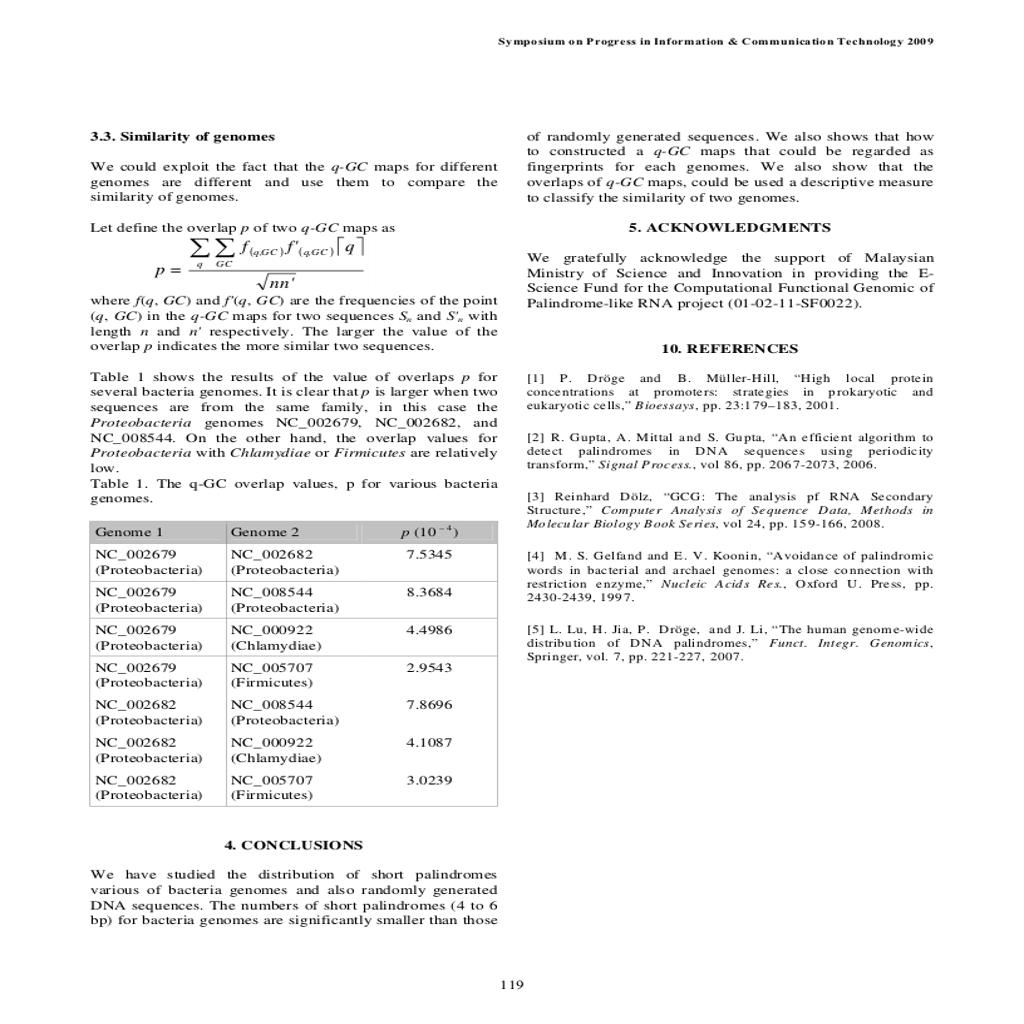 Symposium on Progress in Information & Communication Technology 2009
3.3. Similarity of genomes
We could exploit the fact that the q-GC maps for different
genomes are different and use them to compare the
similarity of genomes.
Let define the overlap p of two q-GC maps as
p = ∑q ∑GC f(q,GC) f'(q,GC) ⌈q⌉ / √nn'
where f(q, GC) and f'(q, GC) are the frequencies of the point
(q, GC) in the q-GC maps for two sequences Sn and S'n with
length n and n' respectively. The larger the value of the
overlap p indicates the more similar two sequences.
Table 1 shows the results of the value of overlaps p for
several bacteria genomes. It is clear that p is larger when two
sequences are from the same family, in this case the
Proteobacteria genomes NC_002679, NC_002682, and
NC_008544. On the other hand, the overlap values for
Proteobacteria with Chlamydiae or Firmicutes are relatively
low.
Table 1. The q-GC overlap values, p for various bacteria
genomes.
Genome 1 Genome 2 p (10⁻⁴)
NC_002679 NC_002682 7.5345
(Proteobacteria) (Proteobacteria)
NC_002679 NC_008544 8.3684
(Proteobacteria) (Proteobacteria)
NC_002679 NC_000922 4.4986
(Proteobacteria) (Chlamydiae)
NC_002679 NC_005707 2.9543
(Proteobacteria) (Firmicutes)
NC_002682 NC_008544 7.8696
(Proteobacteria) (Proteobacteria)
NC_002682 NC_000922 4.1087
(Proteobacteria) (Chlamydiae)
NC_002682 NC_005707 3.0239
(Proteobacteria) (Firmicutes)
4. CONCLUSIONS
We have studied the distribution of short palindromes
various of bacteria genomes and also randomly generated
DNA sequences. The numbers of short palindromes (4 to 6
bp) for bacteria genomes are significantly smaller than those
of randomly generated sequences. We also shows that how
to constructed a q-GC maps that could be regarded as
fingerprints for each genomes. We also show that the
overlaps of q-GC maps, could be used a descriptive measure
to classify the similarity of two genomes.
5. ACKNOWLEDGMENTS
We gratefully acknowledge the support of Malaysian
Ministry of Science and Innovation in providing the E-
Science Fund for the Computational Functional Genomic of
Palindrome-like RNA project (01-02-11-SF0022).
10. REFERENCES
[1] P. Dröge and B. Müller-Hill, “High local protein
concentrations at promoters: strategies in prokaryotic and
eukaryotic cells,” Bioessays, pp. 23:179–183, 2001.
[2] R. Gupta, A. Mittal and S. Gupta, “An efficient algorithm to
detect palindromes in DNA sequences using periodicity
transform,” Signal Process., vol 86, pp. 2067-2073, 2006.
[3] Reinhard Dölz, “GCG: The analysis pf RNA Secondary
Structure,” Computer Analysis of Sequence Data, Methods in
Molecular Biology Book Series, vol 24, pp. 159-166, 2008.
[4] M. S. Gelfand and E. V. Koonin, “Avoidance of palindromic
words in bacterial and archael genomes: a close connection with
restriction enzyme,” Nucleic Acids Res., Oxford U. Press, pp.
2430-2439, 1997.
[5] L. Lu, H. Jia, P. Dröge, and J. Li, “The human genome-wide
distribution of DNA palindromes,” Funct. Integr. Genomics,
Springer, vol. 7, pp. 221-227, 2007.
119